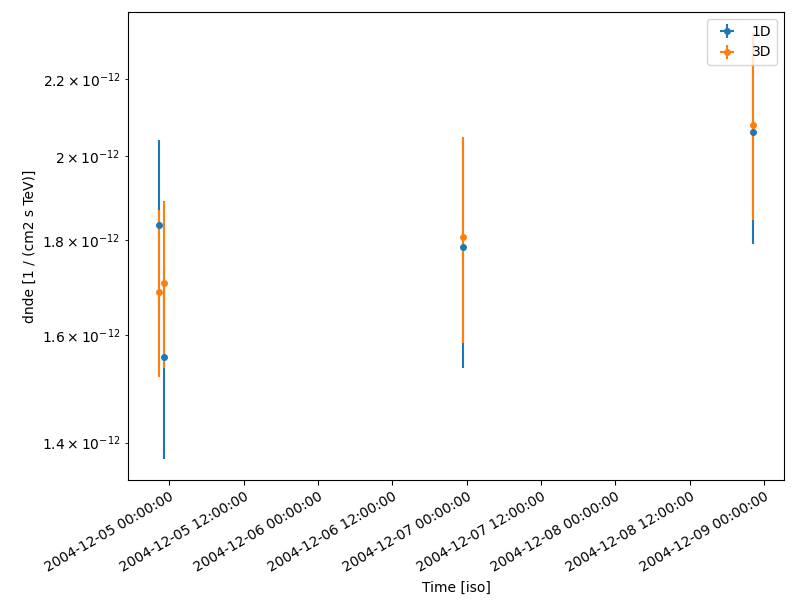 1D
3D
2.2 × 10⁻¹²
2 × 10⁻¹²
1.8 × 10⁻¹²
1.6 × 10⁻¹²
1.4 × 10⁻¹²
dnde [1 / (cm2 s TeV)]
2004-12-05 00:00:00
2004-12-05 12:00:00
2004-12-06 00:00:00
2004-12-06 12:00:00
2004-12-07 00:00:00
2004-12-07 12:00:00
2004-12-08 00:00:00
2004-12-08 12:00:00
2004-12-09 00:00:00
Time [iso]